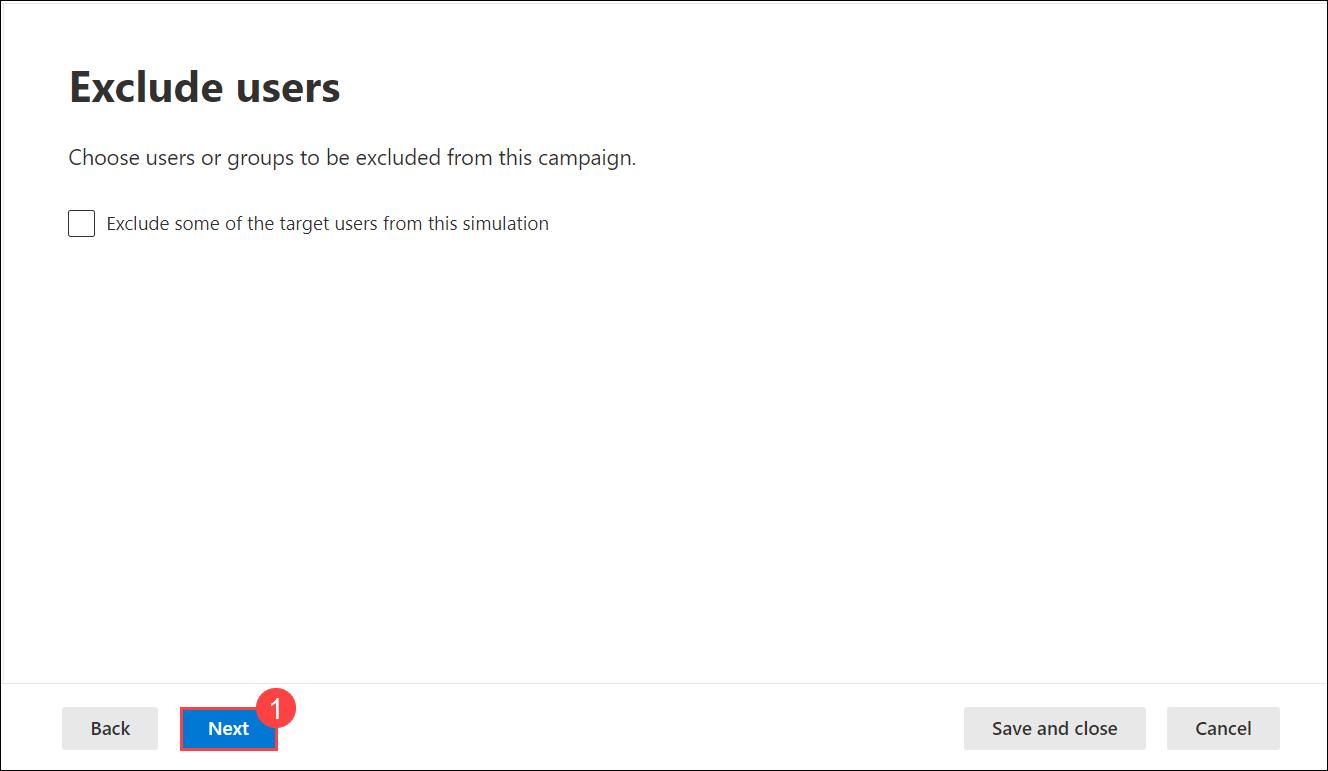 Exclude users
Choose users or groups to be excluded from this campaign.
Exclude some of the target users from this simulation
1
Back Next Save and close Cancel